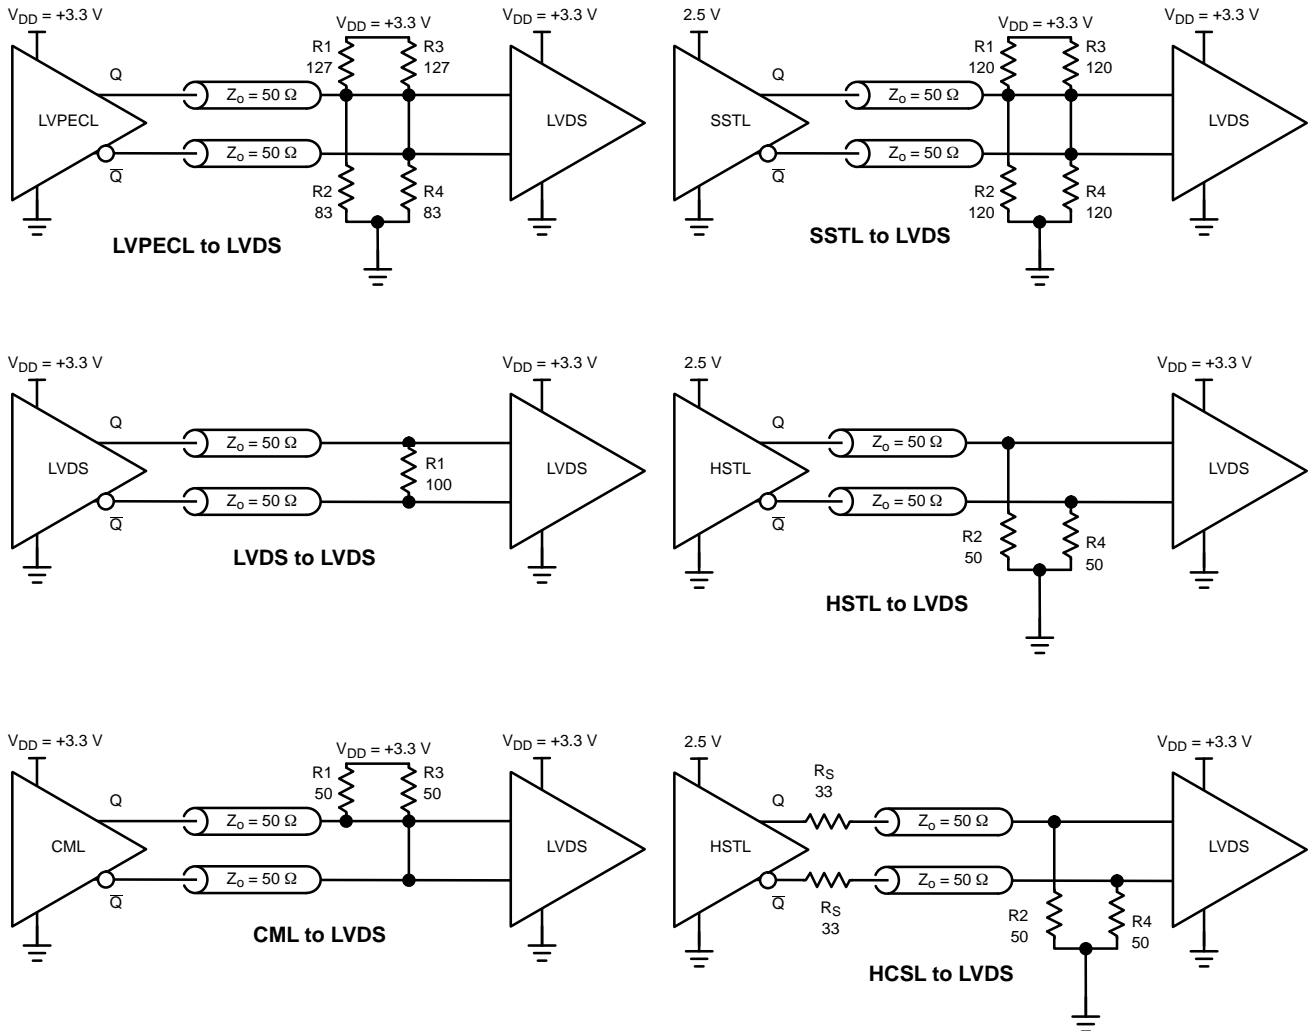 VDD = +3.3 V
VDD = +3.3 V
VDD = +3.3 V
R1
127
R3
127
Q
Zo = 50 Ω
LVPECL
LVDS
Zo = 50 Ω
Q̅
R2
83
R4
83
LVPECL to LVDS
2.5 V
VDD = +3.3 V
VDD = +3.3 V
R1
120
R3
120
Q
Zo = 50 Ω
SSTL
LVDS
Zo = 50 Ω
Q̅
R2
120
R4
120
SSTL to LVDS
VDD = +3.3 V
VDD = +3.3 V
Q
Zo = 50 Ω
LVDS
R1
100
LVDS
Zo = 50 Ω
Q̅
LVDS to LVDS
2.5 V
VDD = +3.3 V
Q
Zo = 50 Ω
HSTL
LVDS
Zo = 50 Ω
Q̅
R2
50
R4
50
HSTL to LVDS
VDD = +3.3 V
VDD = +3.3 V
VDD = +3.3 V
R1
50
R3
50
Q
Zo = 50 Ω
CML
LVDS
Zo = 50 Ω
Q̅
CML to LVDS
2.5 V
VDD = +3.3 V
RS
33
Q
Zo = 50 Ω
HSTL
LVDS
Zo = 50 Ω
Q̅
RS
33
R2
50
R4
50
HCSL to LVDS